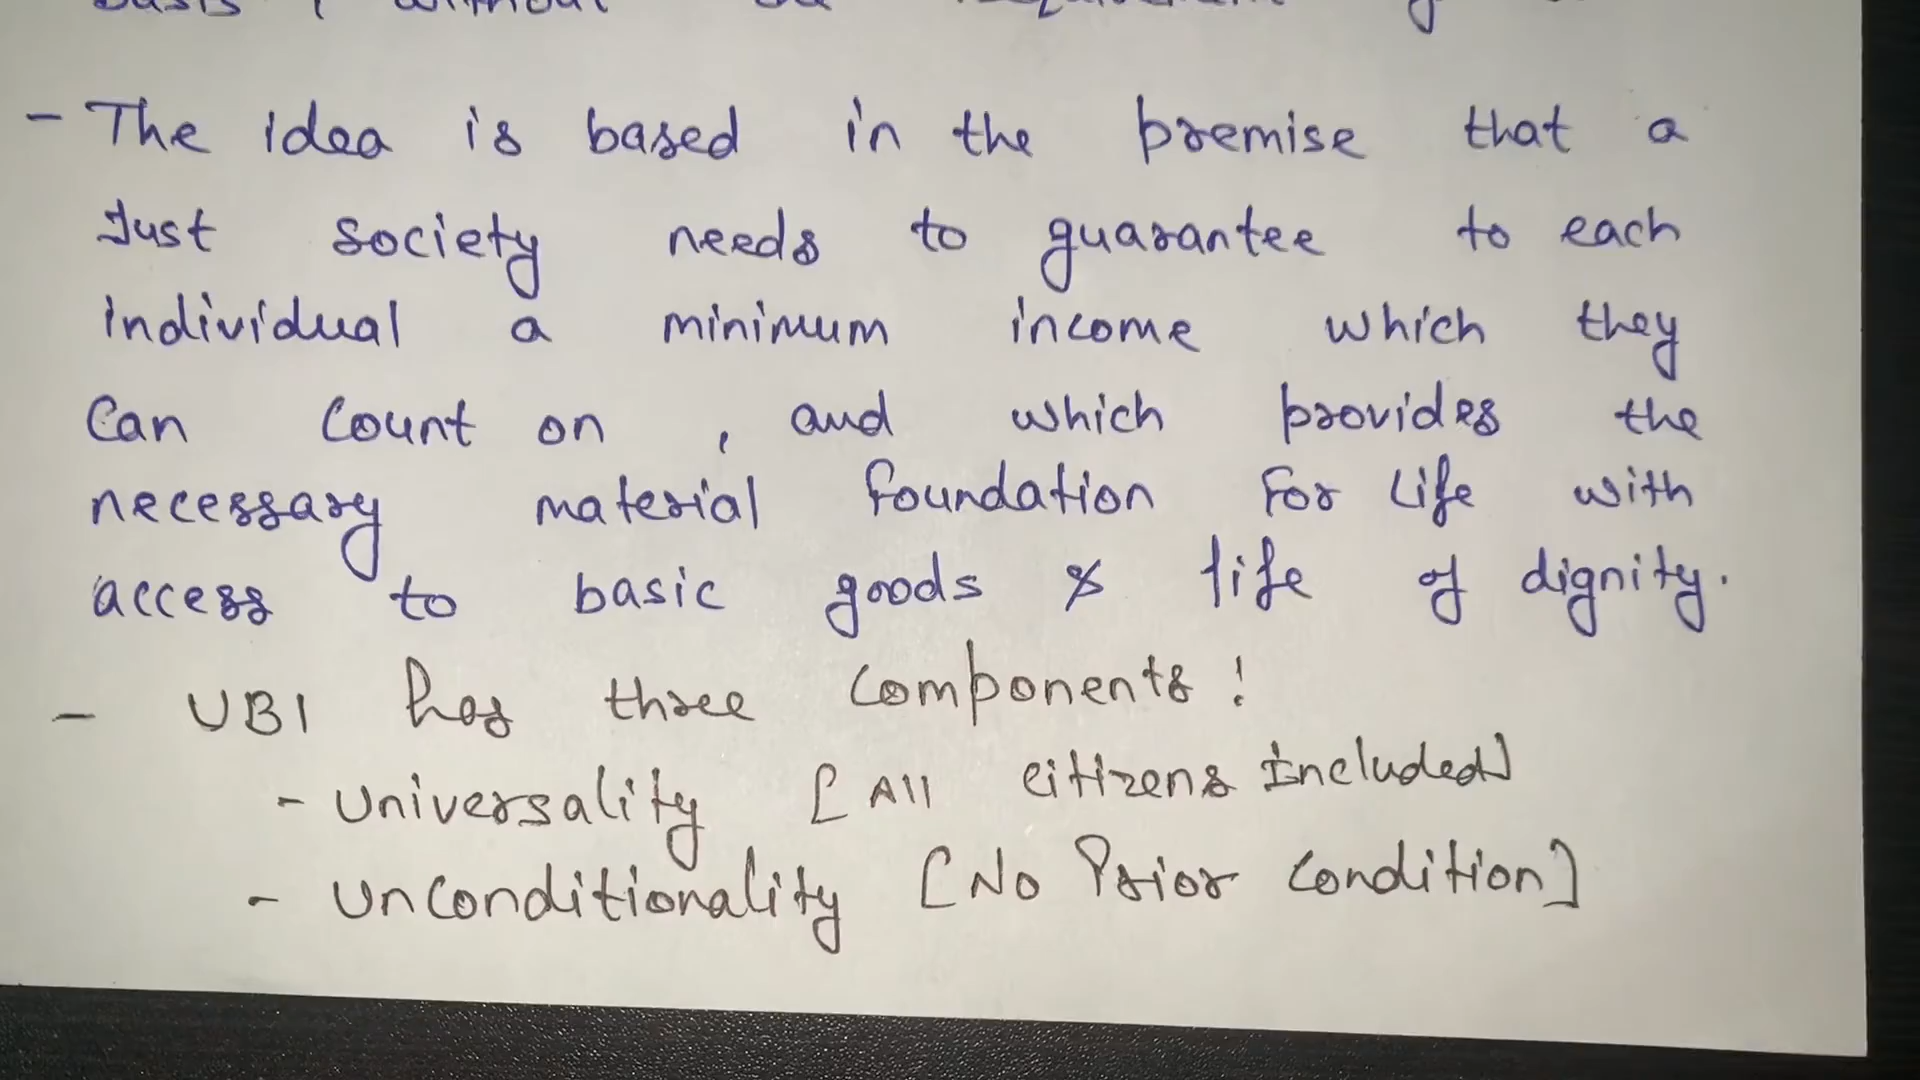 basis , without
- The idea is based in the premise that a
Just society needs to guarantee to each
individual a minimum income which they
Can Count on , and which provides the
necessary material foundation For Life with
access to basic goods & life of dignity.
- UBI has three Components :
- Universality [All citizens Included]
- Unconditionality [No Prior Condition]